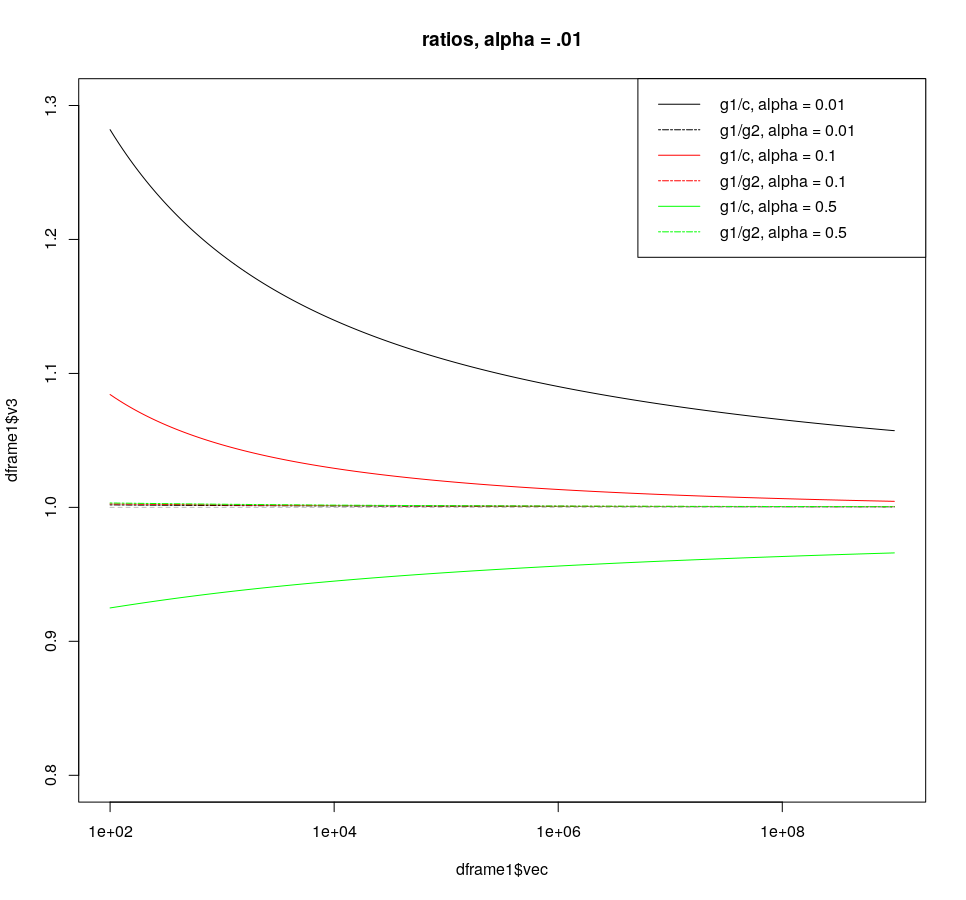 ratios, alpha = .01
g1/c, alpha = 0.01
g1/g2, alpha = 0.01
g1/c, alpha = 0.1
g1/g2, alpha = 0.1
g1/c, alpha = 0.5
g1/g2, alpha = 0.5
dframe1$v3
1.3
1.2
1.1
1.0
0.9
0.8
1e+02
1e+04
1e+06
1e+08
dframe1$vec